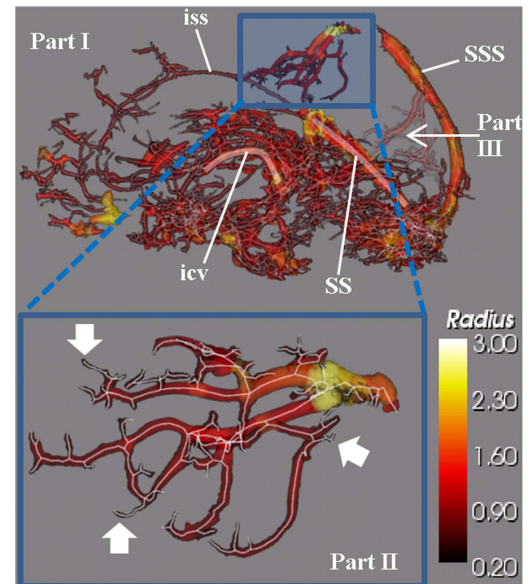 Part I
iss
SSS
Part
III
icv
SS
Radius
3.00
2.30
1.60
0.90
0.20
Part II